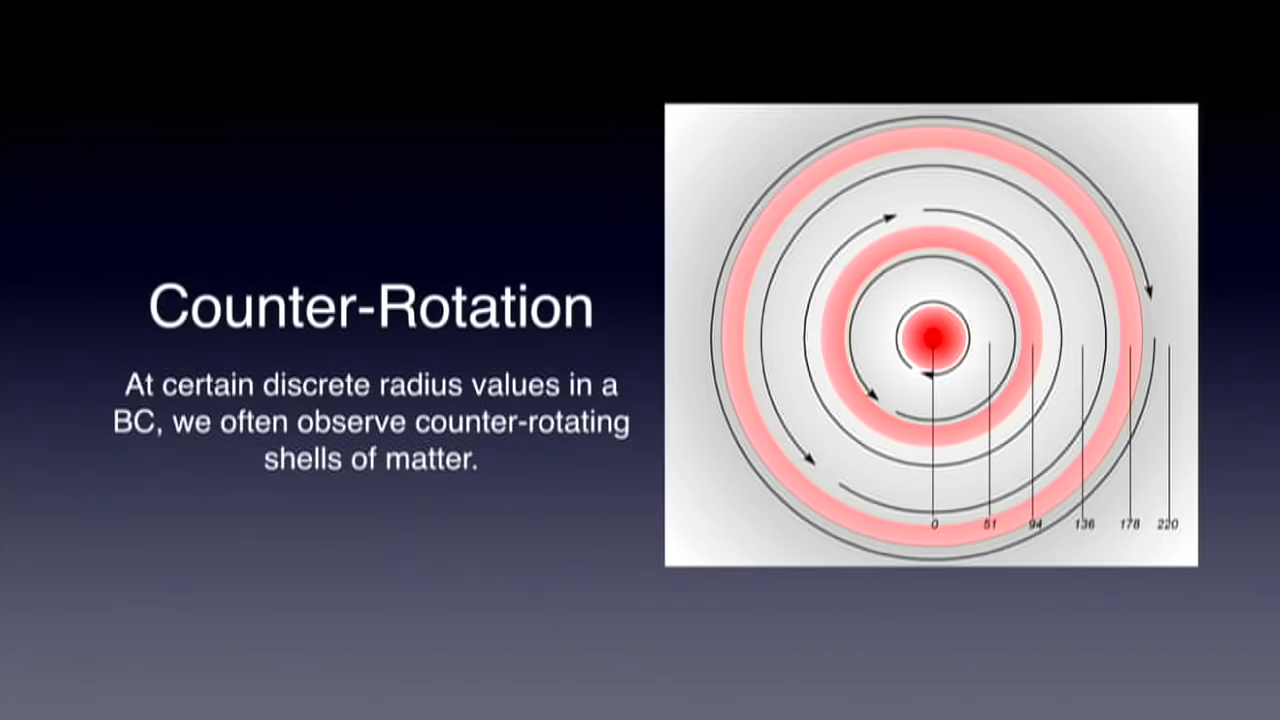 Counter-Rotation
At certain discrete radius values in a
BC, we often observe counter-rotating
shells of matter.
0 51 94 136 178 220